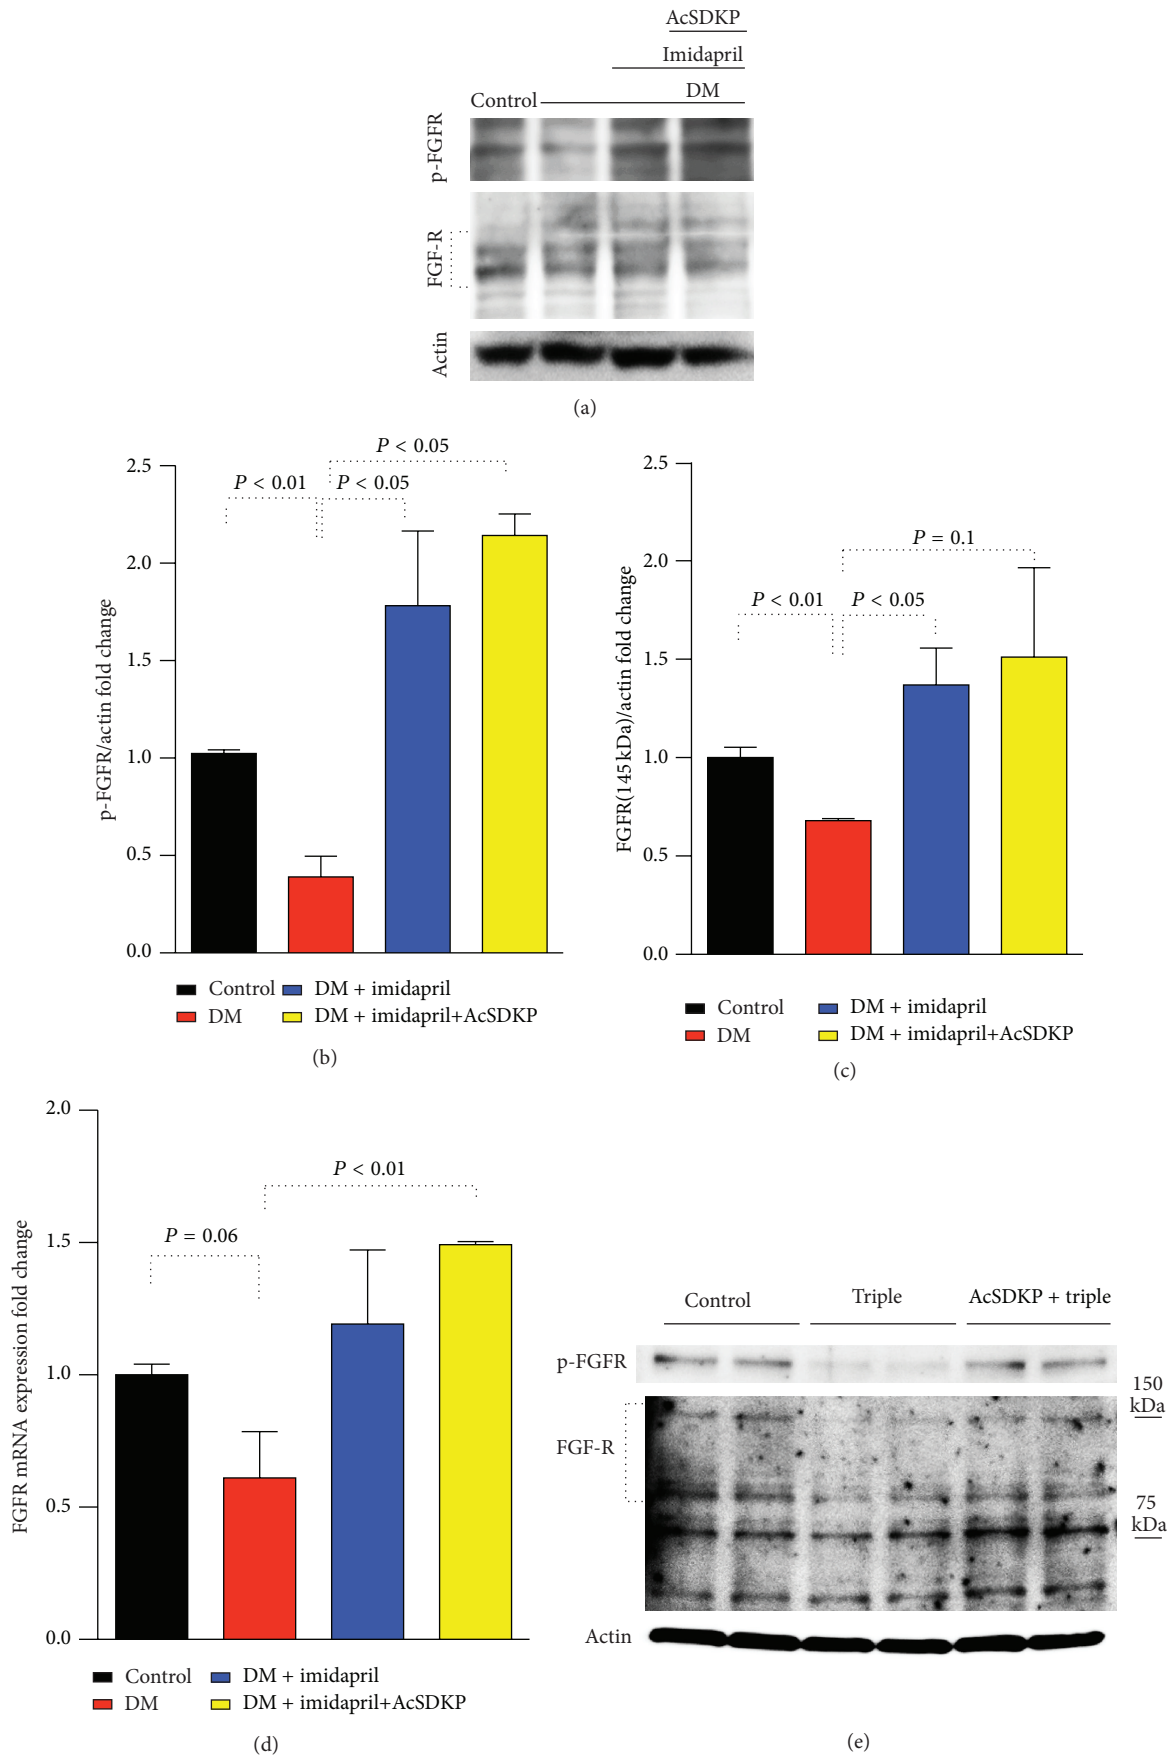 AcSDKP
Imidapril
DM
Control
p-FGFR
FGF-R
Actin
(a)
P < 0.05
P < 0.01
P < 0.05
2.5
2.0
1.5
1.0
0.5
0.0
p-FGFR/actin fold change
Control
DM + imidapril
DM
DM + imidapril+AcSDKP
(b)
P = 0.1
P < 0.01
P < 0.05
2.5
2.0
1.5
1.0
0.5
0.0
FGFR(145 kDa)/actin fold change
Control
DM + imidapril
DM
DM + imidapril+AcSDKP
(c)
P < 0.01
P = 0.06
2.0
1.5
1.0
0.5
0.0
FGFR mRNA expression fold change
Control
DM + imidapril
DM
DM + imidapril+AcSDKP
(d)
Control
Triple
AcSDKP + triple
p-FGFR
150
kDa
FGF-R
75
kDa
Actin
(e)